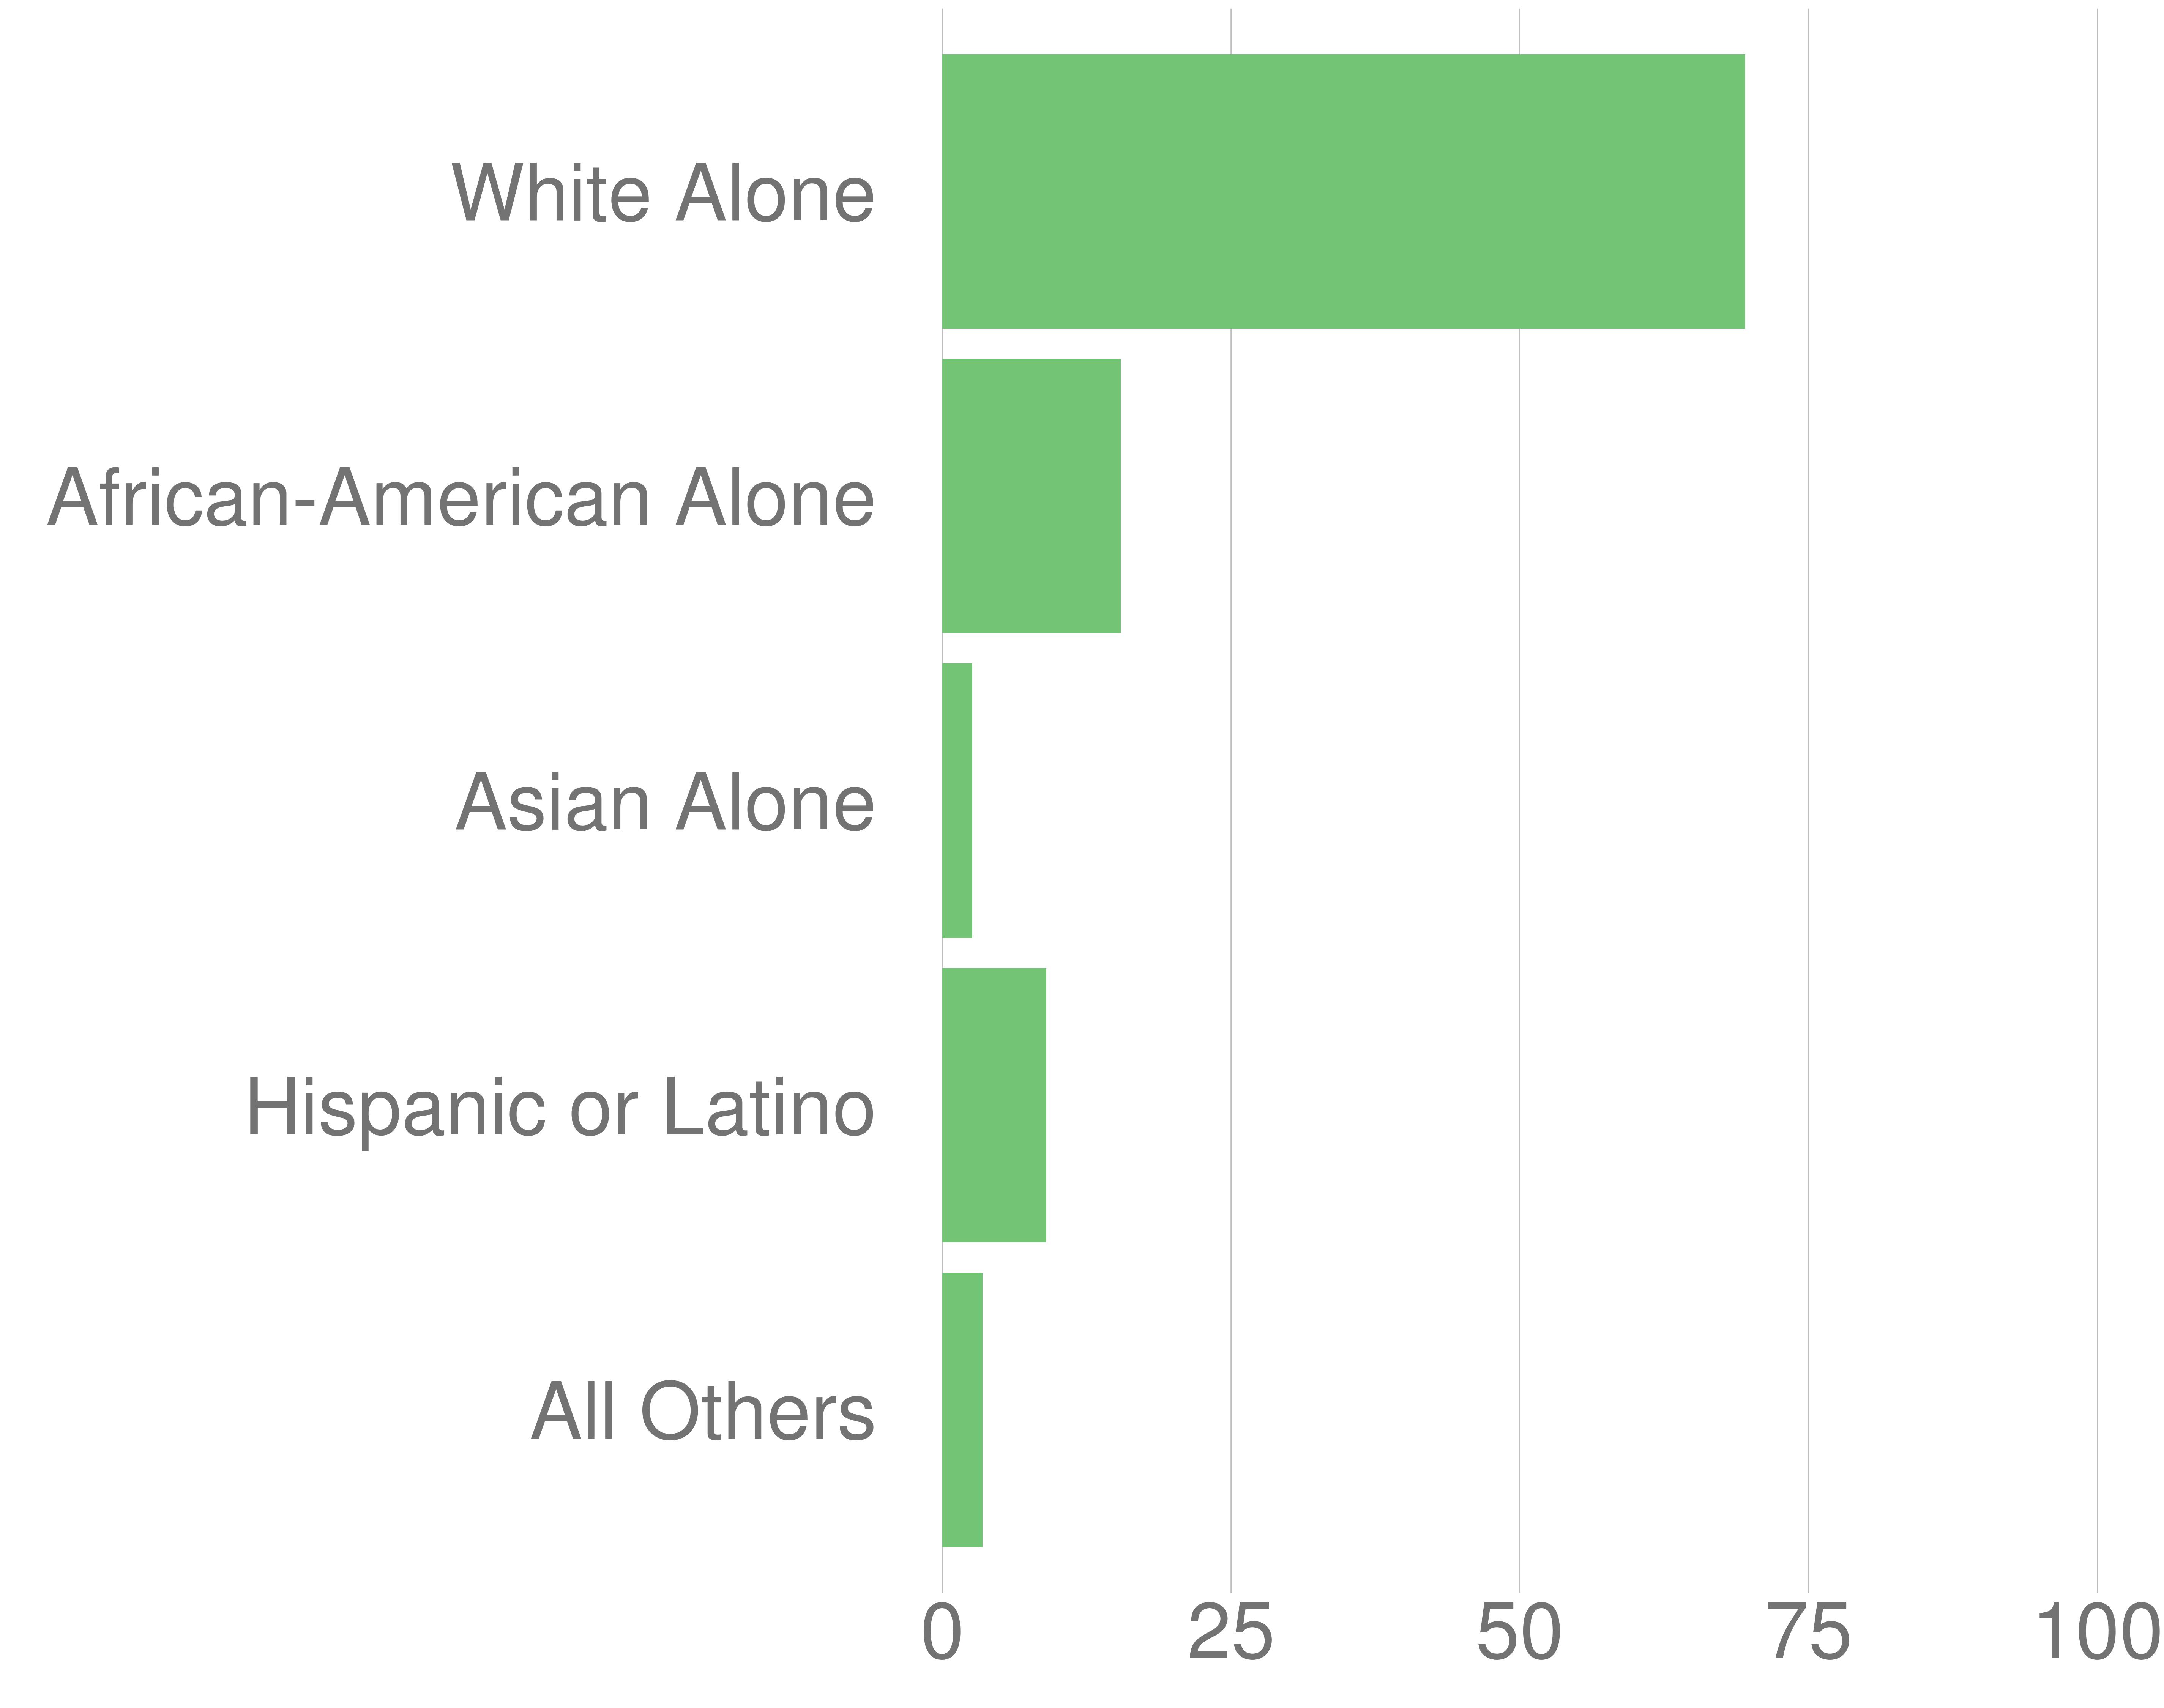 White Alone
African-American Alone
Asian Alone
Hispanic or Latino
All Others
0 25 50 75 100